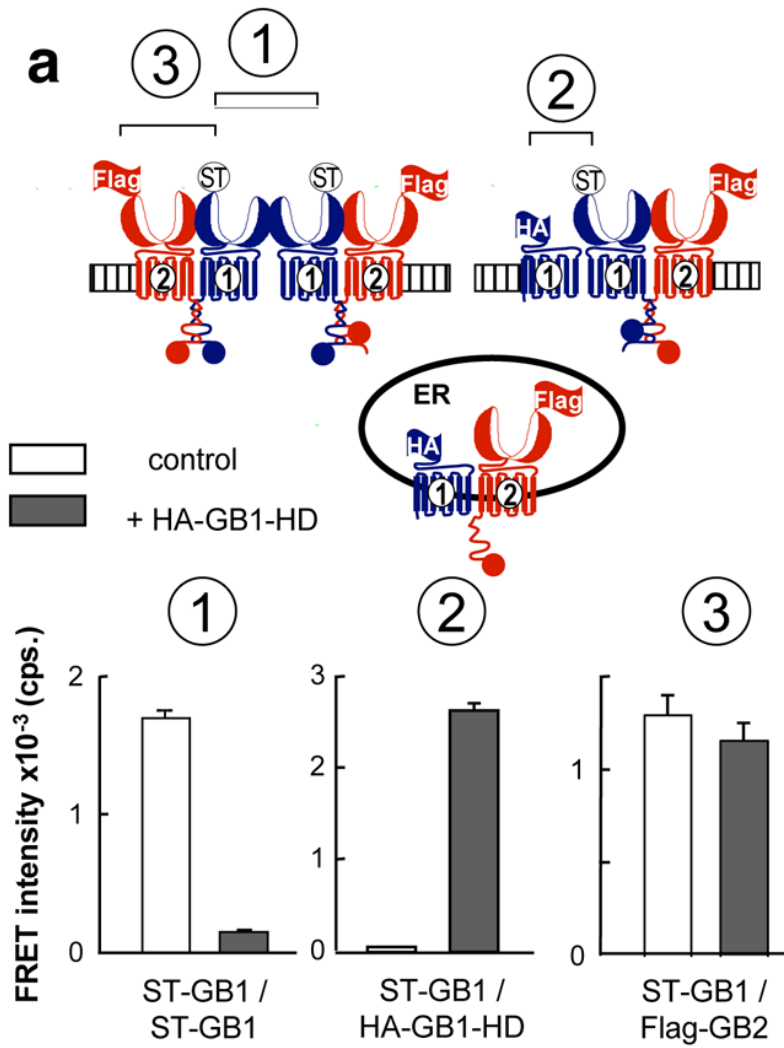 a
3
1
2
Flag
ST
ST
Flag
2
1
1
2
HA
ST
Flag
1
1
2
ER
HA
Flag
1
2
control
+ HA-GB1-HD
1
2
3
FRET intensity x10⁻³ (cps.)
2
1
0
3
2
1
0
1
0
ST-GB1 /
ST-GB1
ST-GB1 /
HA-GB1-HD
ST-GB1 /
Flag-GB2